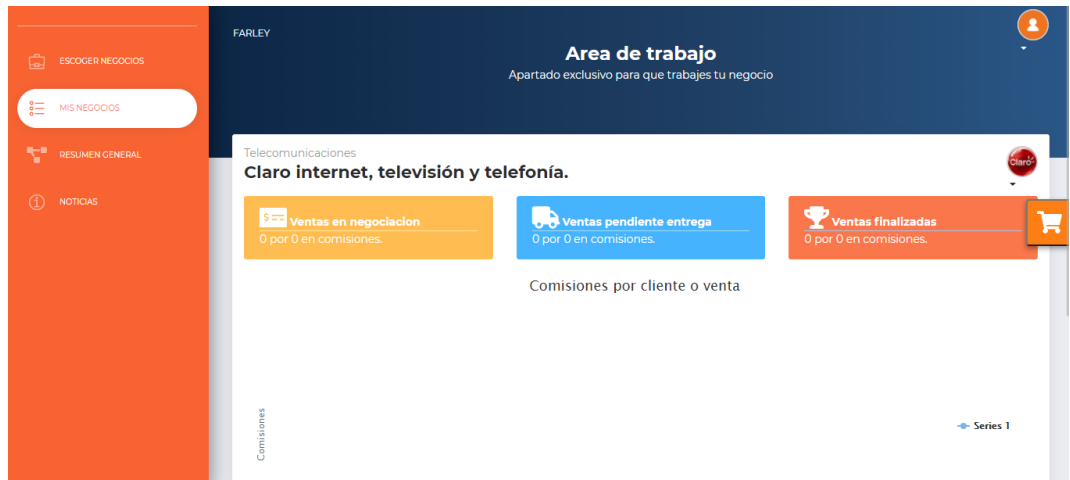 FARLEY
Area de trabajo
Apartado exclusivo para que trabajes tu negocio
ESCOGER NEGOCIOS
MIS NEGOCIOS
RESUMEN GENERAL
NOTICIAS
Telecomunicaciones
Claro internet, televisión y telefonía.
Claro
Ventas en negociacion
0 por 0 en comisiones.
Ventas pendiente entrega
0 por 0 en comisiones.
Ventas finalizadas
0 por 0 en comisiones.
Comisiones por cliente o venta
Comisiones
Series 1